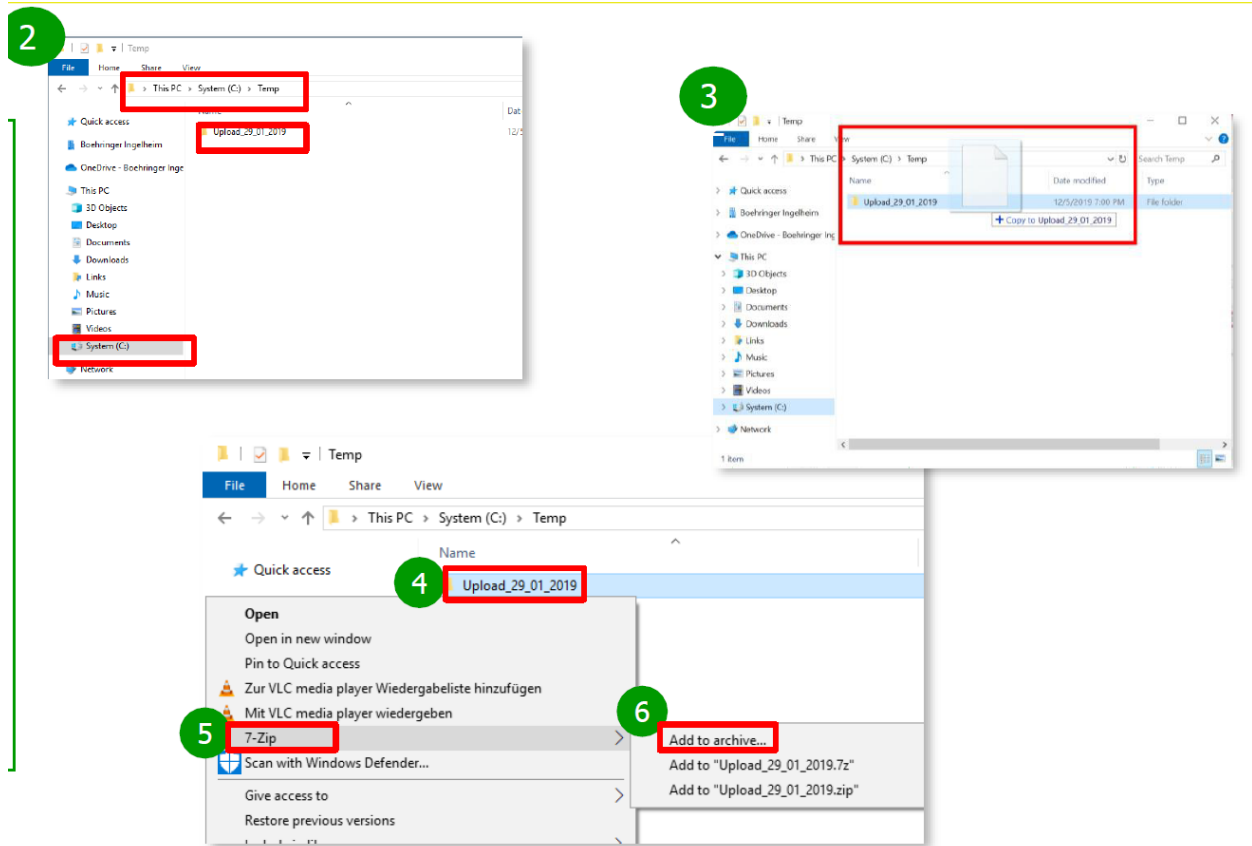 2
Temp
File Home Share View
This PC > System (C:) > Temp
Name Dat
Quick access
Upload_29_01_2019 12/5
Boehringer Ingelheim
OneDrive - Boehringer Inge
This PC
3D Objects
Desktop
Documents
Downloads
Links
Music
Pictures
Videos
System (C:)
Network
3
Temp
File Home Share View
This PC > System (C:) > Temp Search Temp
Name Date modified Type
Quick access
Upload_29_01_2019 12/5/2019 7:00 PM File folder
Boehringer Ingelheim
+ Copy to Upload_29_01_2019
OneDrive - Boehringer Ing
This PC
3D Objects
Desktop
Documents
Downloads
Links
Music
Pictures
Videos
System (C:)
Network
1 item
Temp
File Home Share View
This PC > System (C:) > Temp
Name
Quick access
4
Upload_29_01_2019
Open
Open in new window
Pin to Quick access
Zur VLC media player Wiedergabeliste hinzufügen
Mit VLC media player wiedergeben
5
7-Zip
Scan with Windows Defender...
Give access to
Restore previous versions
6
Add to archive...
Add to "Upload_29_01_2019.7z"
Add to "Upload_29_01_2019.zip"